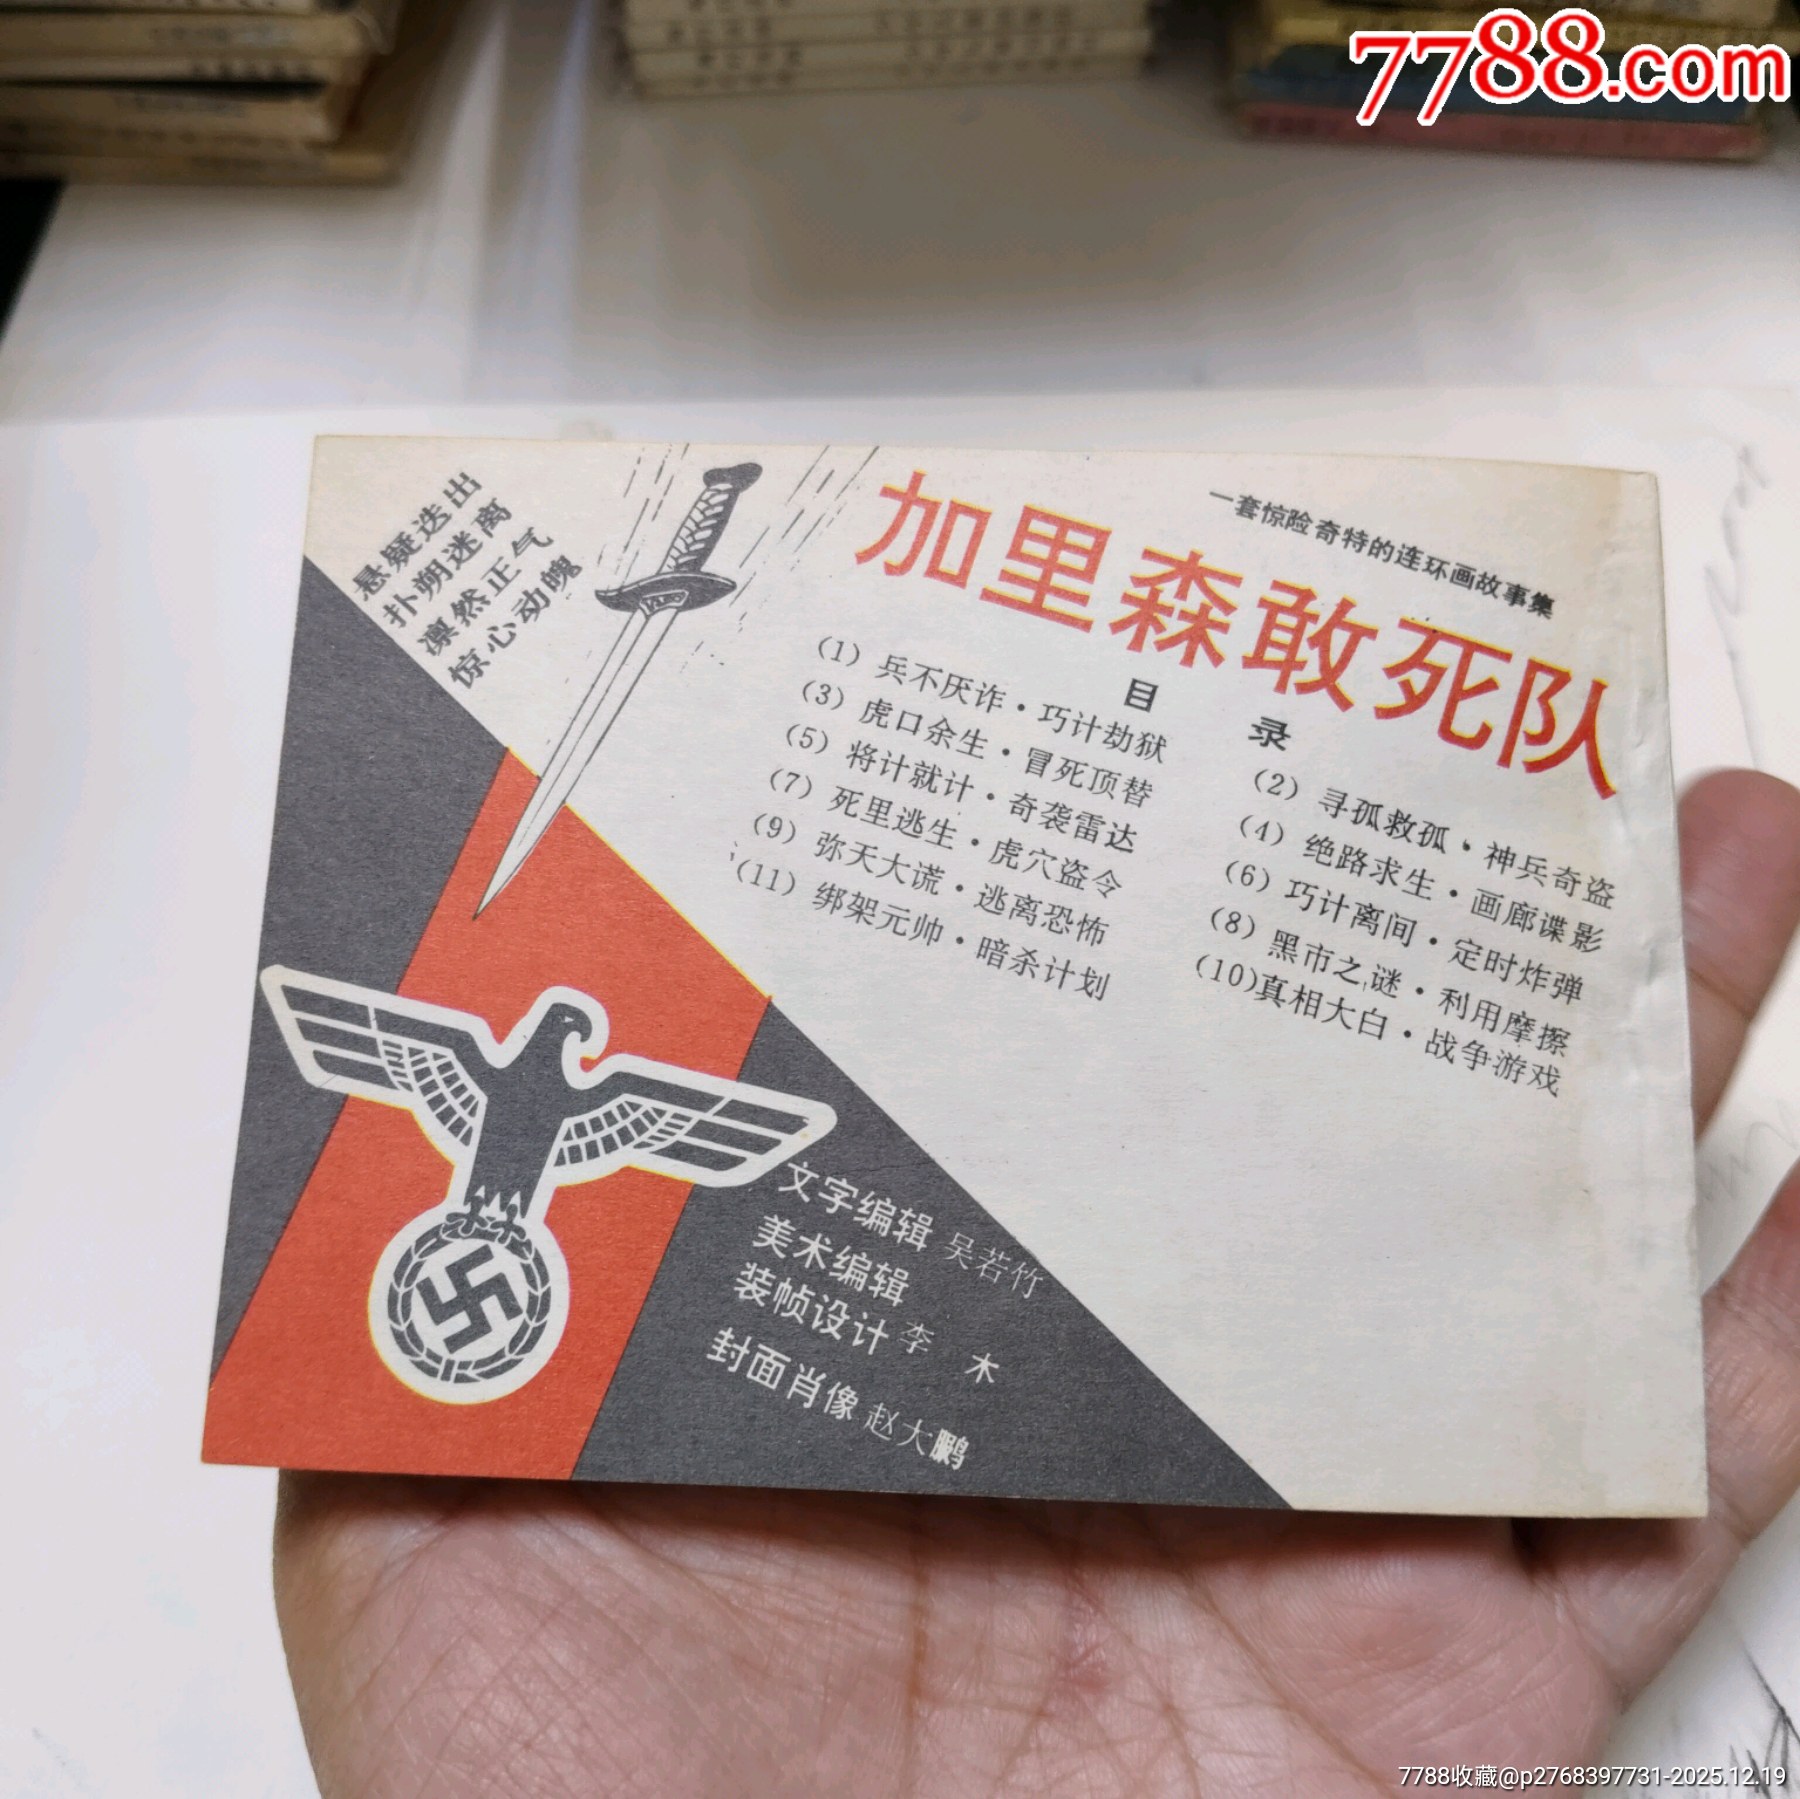 7788.com
悬疑迭出
扑朔迷离
凛然正气
惊心动魄
一套惊险奇特的连环画故事集
加里森敢死队
目 录
(1) 兵不厌诈·巧计劫狱
(2) 寻孤救孤·神兵奇盗
(3) 虎口余生·冒死顶替
(4) 绝路求生·画廊谍影
(5) 将计就计·奇袭雷达
(6) 巧计离间·定时炸弹
(7) 死里逃生·虎穴盗令
(8) 黑市之谜·利用摩擦
(9) 弥天大谎·逃离恐怖
(10)真相大白·战争游戏
(11) 绑架元帅·暗杀计划
文字编辑 吴若竹
美术编辑
装帧设计 李 木
封面肖像 赵大鹏
7788收藏@p2768397731-2025.12.19